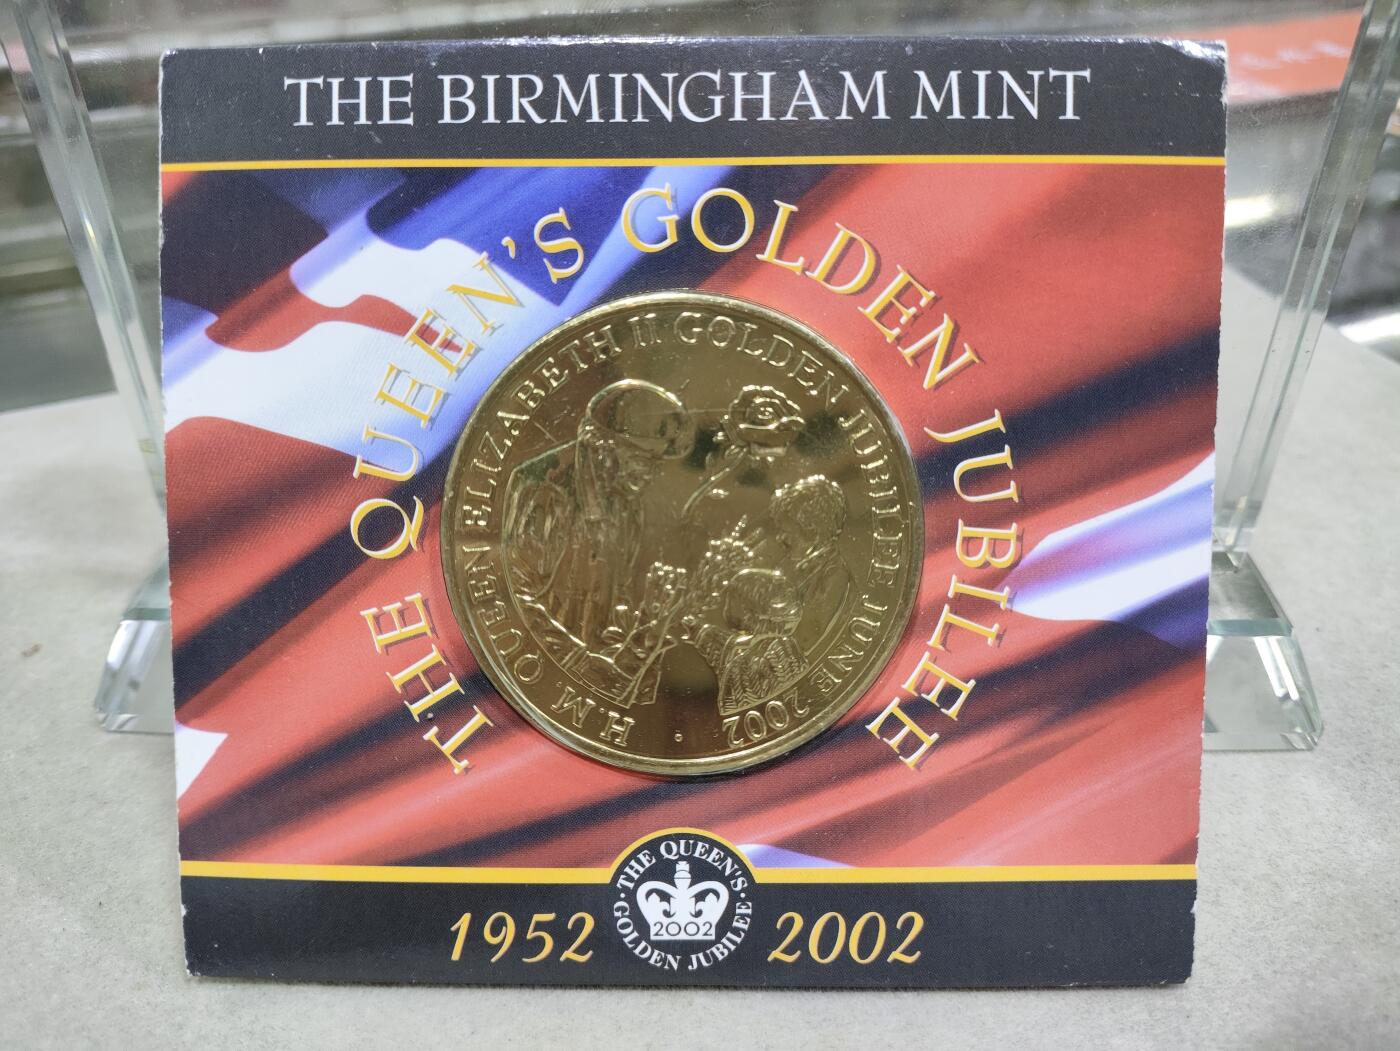 THE BIRMINGHAM MINT
THE QUEEN'S GOLDEN JUBILEE
H.M. QUEEN ELIZABETH II GOLDEN JUBILEE JUNE 2002
1952
·THE QUEEN'S·
GOLDEN JUBILEE
2002
2002